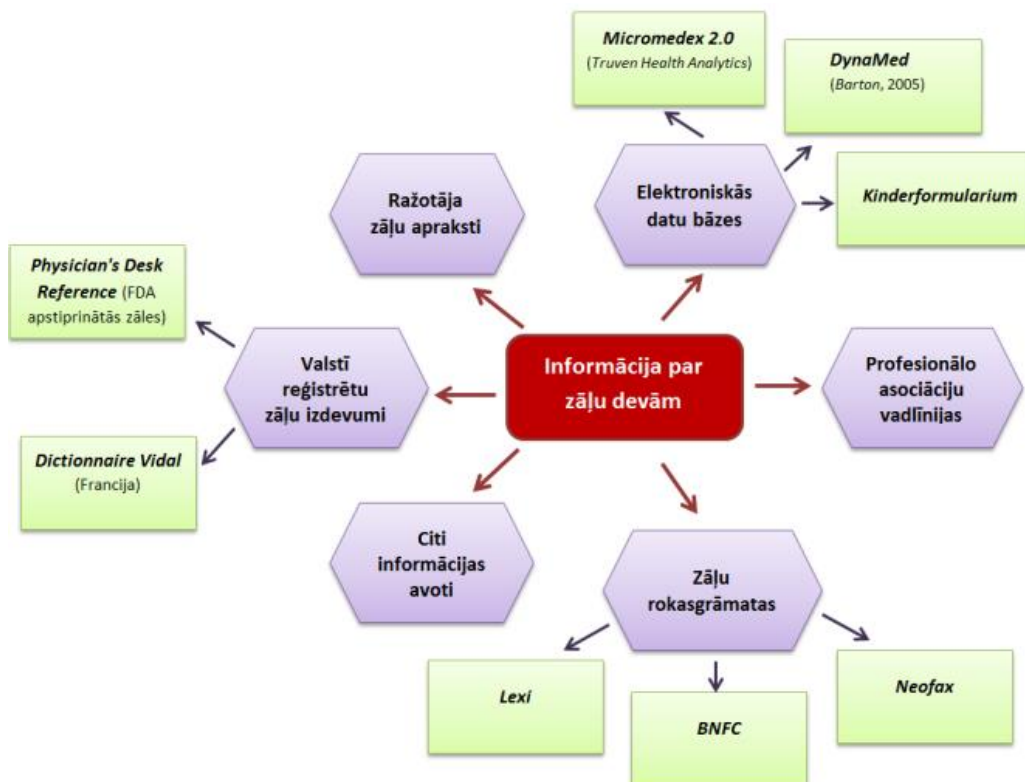 Micromedex 2.0
(Truven Health Analytics)
DynaMed
(Barton, 2005)
Ražotāja
zāļu apraksti
Elektroniskās
datu bāzes
Kinderformularium
Physician's Desk
Reference (FDA
apstiprinātās zāles)
Valstī
reģistrētu
zāļu izdevumi
Informācija par
zāļu devām
Profesionālo
asociāciju
vadlīnijas
Dictionnaire Vidal
(Francija)
Citi
informācijas
avoti
Zāļu
rokasgrāmatas
Lexi
BNFC
Neofax